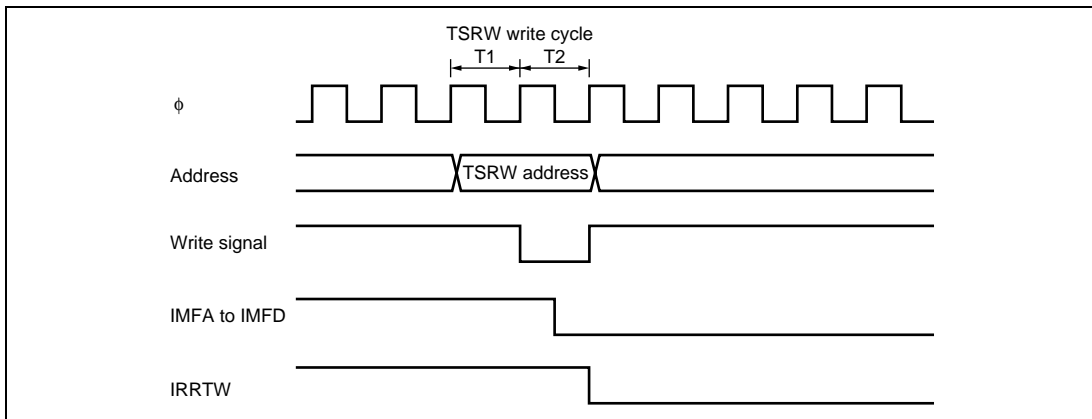 TSRW write cycle
T1 T2
ϕ
Address
TSRW address
Write signal
IMFA to IMFD
IRRTW